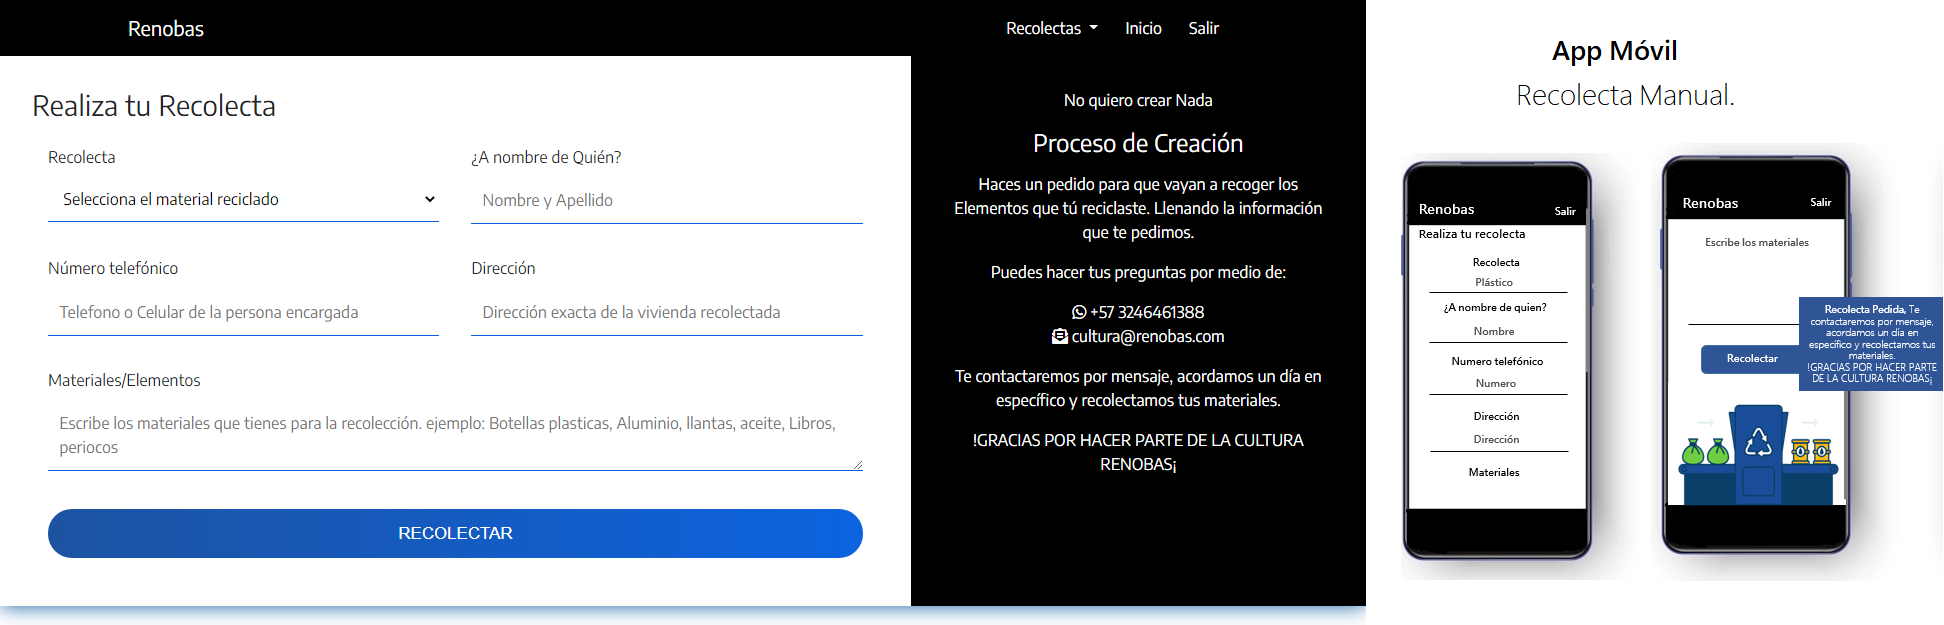 Renobas
Recolectas
Inicio
Salir
Realiza tu Recolecta
Recolecta
Selecciona el material reciclado
¿A nombre de Quién?
Nombre y Apellido
Número telefónico
Telefono o Celular de la persona encargada
Dirección
Dirección exacta de la vivienda recolectada
Materiales/Elementos
Escribe los materiales que tienes para la recolección. ejemplo: Botellas plasticas, Aluminio, llantas, aceite, Libros,
periocos
RECOLECTAR
No quiero crear Nada
Proceso de Creación
Haces un pedido para que vayan a recoger los
Elementos que tú reciclaste. Llenando la información
que te pedimos.
Puedes hacer tus preguntas por medio de:
+57 3246461388
cultura@renobas.com
Te contactaremos por mensaje, acordamos un día en
específico y recolectamos tus materiales.
!GRACIAS POR HACER PARTE DE LA CULTURA
RENOBAS¡
App Móvil
Recolecta Manual.
Renobas
Salir
Realiza tu recolecta
Recolecta
Plástico
¿A nombre de quien?
Nombre
Numero telefónico
Numero
Dirección
Dirección
Materiales
Renobas
Salir
Escribe los materiales
Recolectar
Recolecta Pedida, Te
contactaremos por mensaje,
acordamos un día en
específico y recolectamos tus
materiales.
!GRACIAS POR HACER PARTE
DE LA CULTURA RENOBAS¡